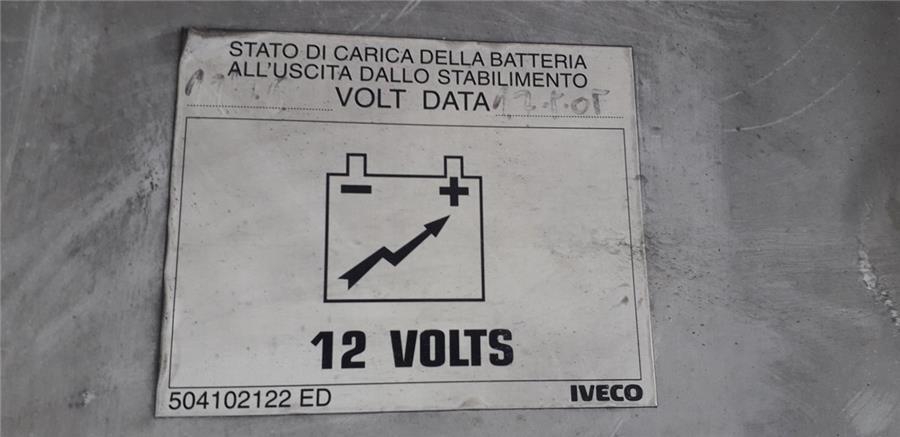 STATO DI CARICA DELLA BATTERIA
ALL'USCITA DALLO STABILIMENTO
VOLT DATA
- +
12 VOLTS
504102122 ED IVECO